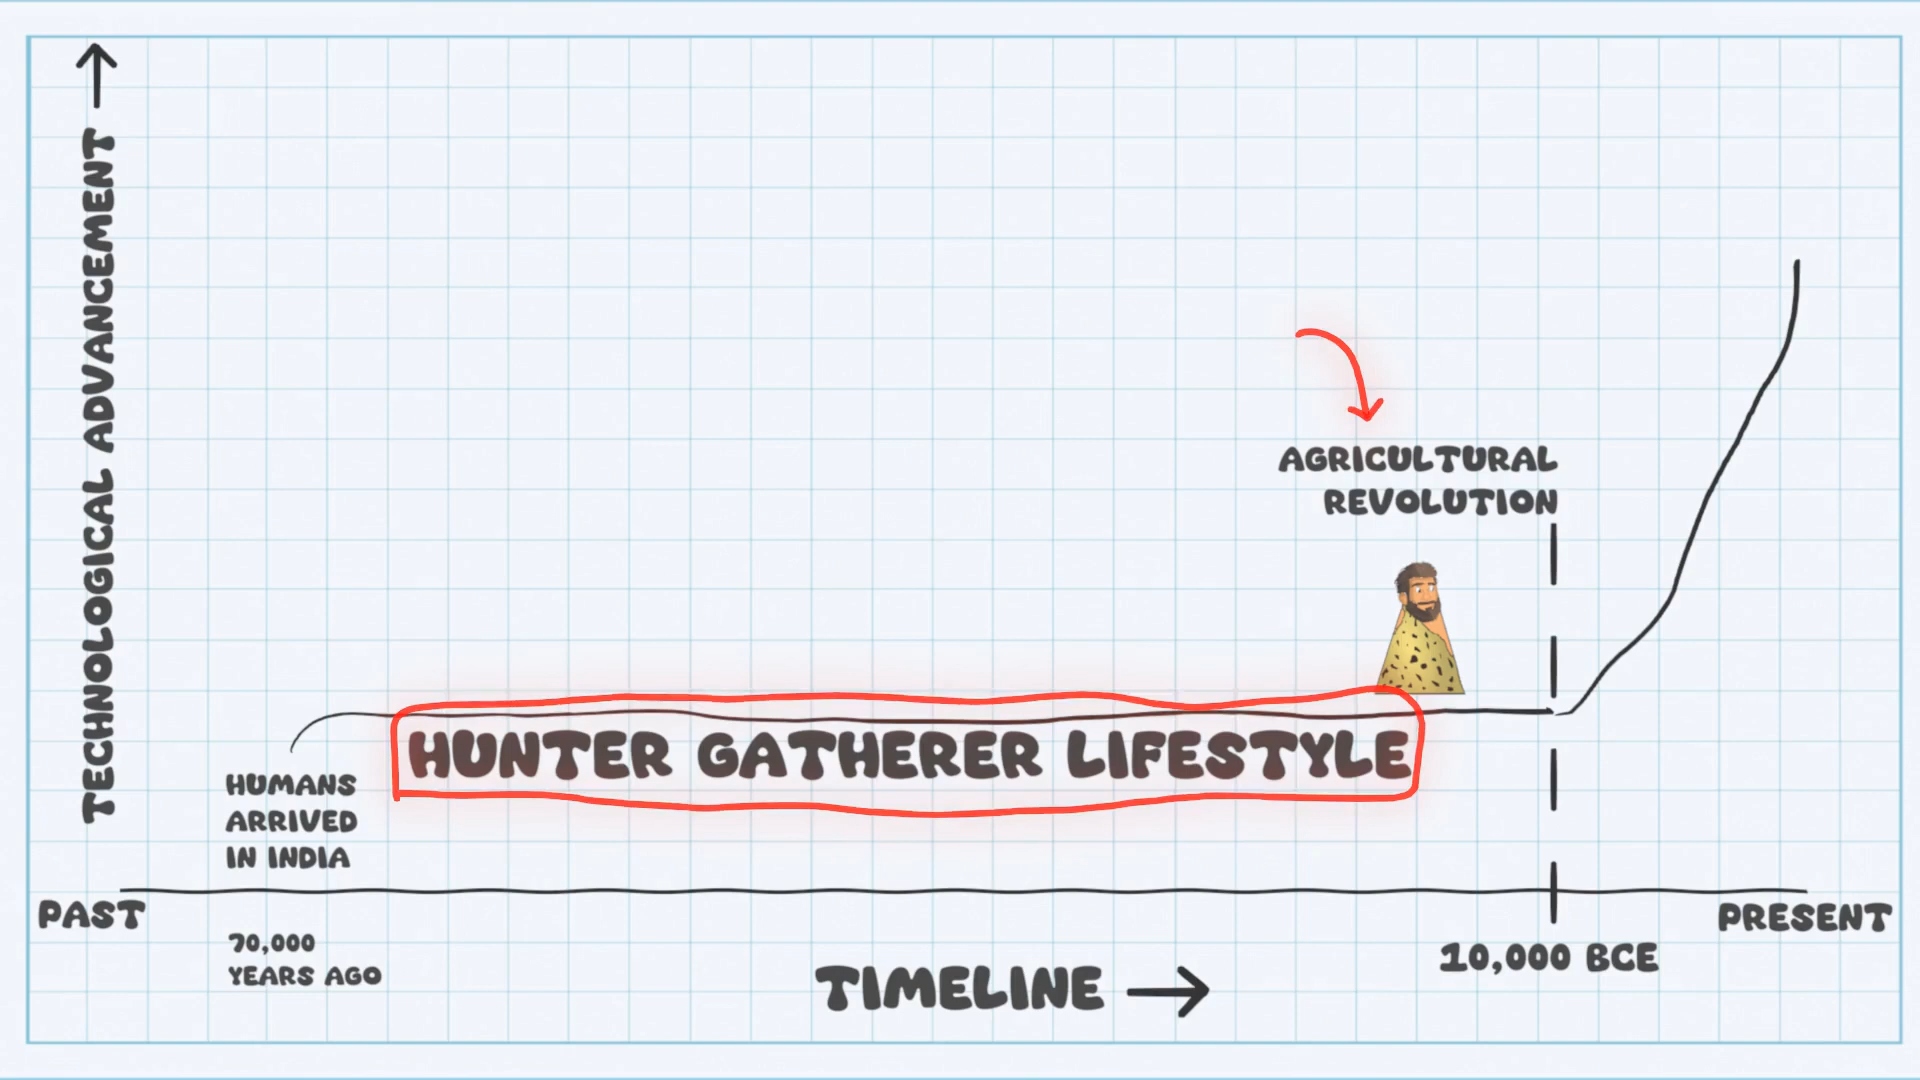 TECHNOLOGICAL ADVANCEMENT
AGRICULTURAL
REVOLUTION
HUNTER GATHERER LIFESTYLE
HUMANS
ARRIVED
IN INDIA
PAST
PRESENT
70,000
YEARS AGO
10,000 BCE
TIMELINE